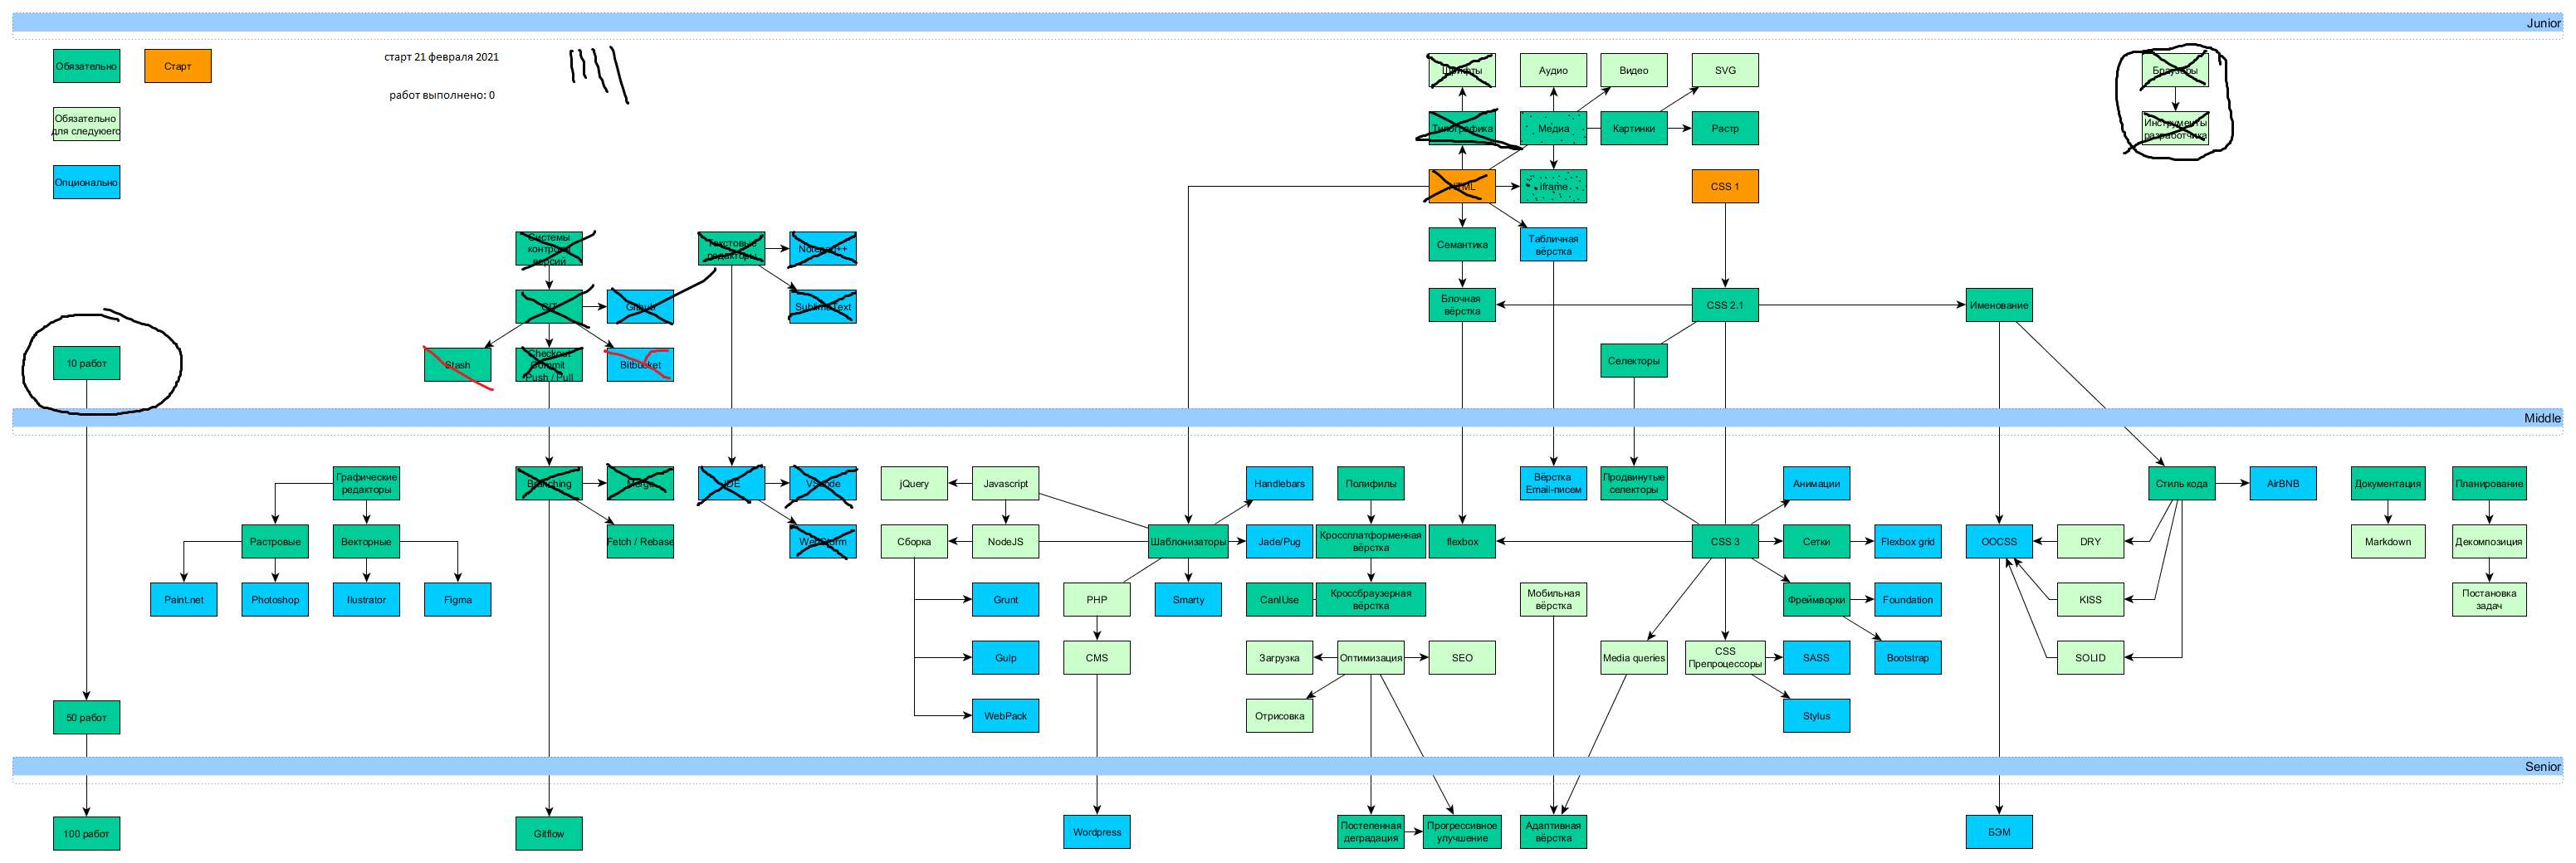 Junior
Обязательно
Старт
старт 21 февраля 2021
работ выполнено: 0
Обязательно
для следуюего
Опционально
Шрифты
Аудио
Видео
SVG
Браузеры
Типографика
Медиа
Картинки
Растр
Инструменты
разработчика
HTML
iframe
CSS 1
Системы
контроля
версий
Текстовые
редакторы
Notepad++
Семантика
Табличная
вёрстка
GIT
Github
Sublime Text
Блочная
вёрстка
CSS 2.1
Именование
10 работ
Stash
Checkout
Commit
Push / Pull
Bitbucket
Селекторы
Middle
Графические
редакторы
Branching
Merge
IDE
VSCode
jQuery
Javascript
Handlebars
Полифилы
Вёрстка
Email-писем
Продвинутые
селекторы
Анимации
Стиль кода
AirBNB
Документация
Планирование
Растровые
Векторные
Fetch / Rebase
WebStorm
Сборка
NodeJS
Шаблонизаторы
Jade/Pug
Кроссплатформенная
вёрстка
flexbox
CSS 3
Сетки
Flexbox grid
OOCSS
DRY
Markdown
Декомпозиция
Paint.net
Photoshop
Ilustrator
Figma
Grunt
PHP
Smarty
CanIUse
Кроссбраузерная
вёрстка
Мобильная
вёрстка
Фреймворки
Foundation
KISS
Постановка
задач
Gulp
CMS
Загрузка
Оптимизация
SEO
Media queries
CSS
Препроцессоры
SASS
Bootstrap
SOLID
50 работ
WebPack
Отрисовка
Stylus
Senior
100 работ
Gitflow
Wordpress
Постепенная
деградация
Прогрессивное
улучшение
Адаптивная
вёрстка
БЭМ